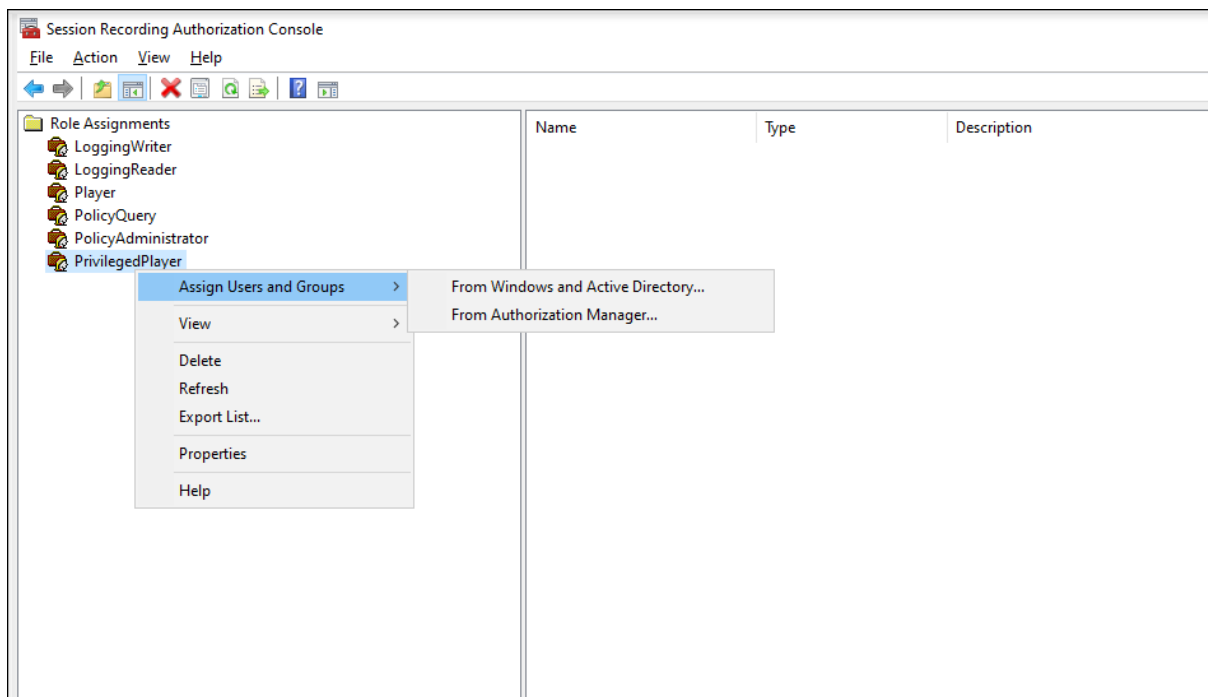 Session Recording Authorization Console
File Action View Help
Role Assignments
LoggingWriter
LoggingReader
Player
PolicyQuery
PolicyAdministrator
PrivilegedPlayer
Name Type Description
Assign Users and Groups
View
Delete
Refresh
Export List...
Properties
Help
From Windows and Active Directory...
From Authorization Manager...